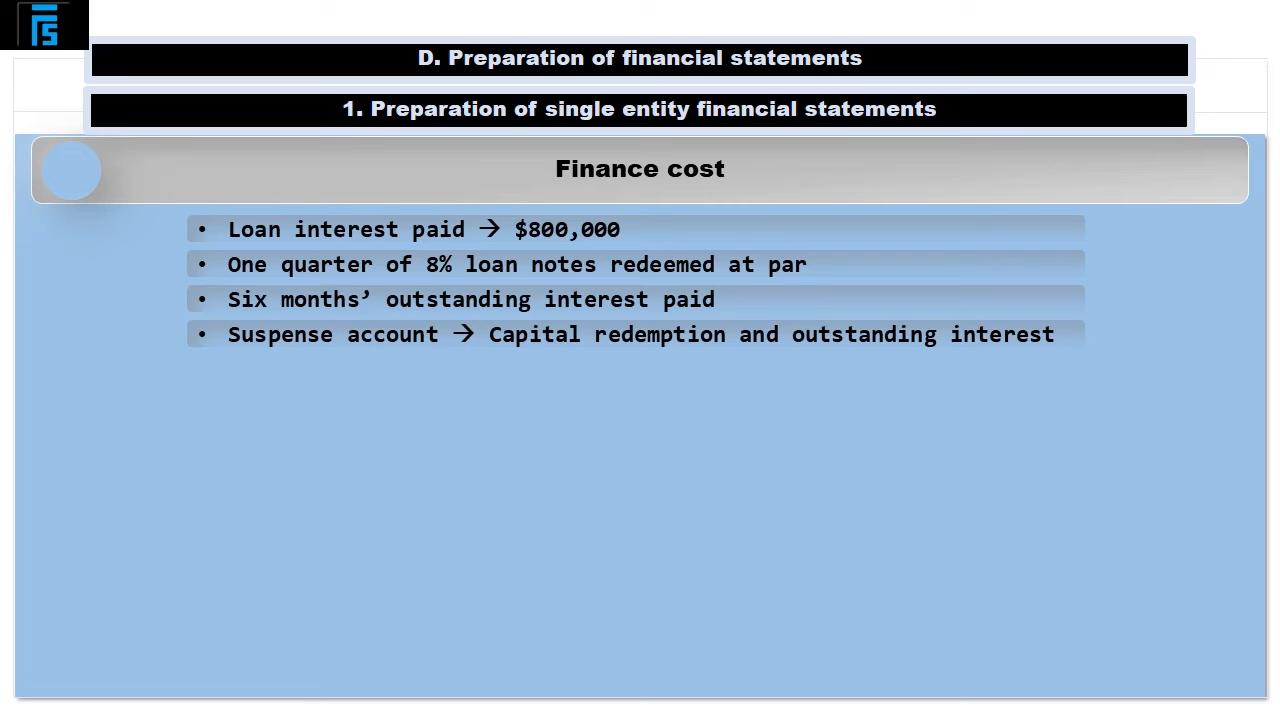 D. Preparation of financial statements
1. Preparation of single entity financial statements
Finance cost
• Loan interest paid → $800,000
• One quarter of 8% loan notes redeemed at par
• Six months’ outstanding interest paid
• Suspense account → Capital redemption and outstanding interest